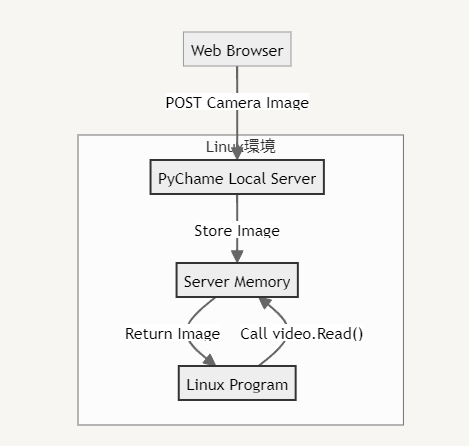 Web Browser
POST Camera Image
Linux環境
PyChame Local Server
Store Image
Server Memory
Return Image
Call video.Read()
Linux Program